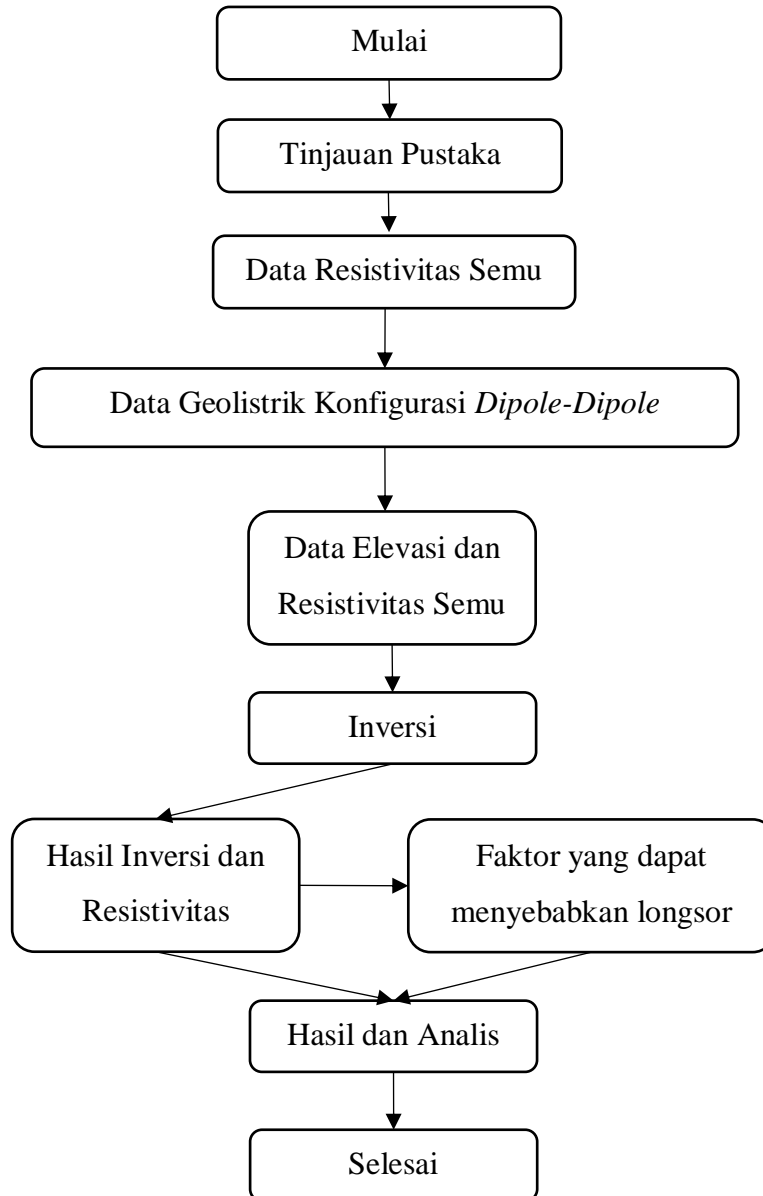 Mulai
Tinjauan Pustaka
Data Resistivitas Semu
Data Geolistrik Konfigurasi Dipole-Dipole
Data Elevasi dan
Resistivitas Semu
Inversi
Hasil Inversi dan
Resistivitas
Faktor yang dapat
menyebabkan longsor
Hasil dan Analis
Selesai